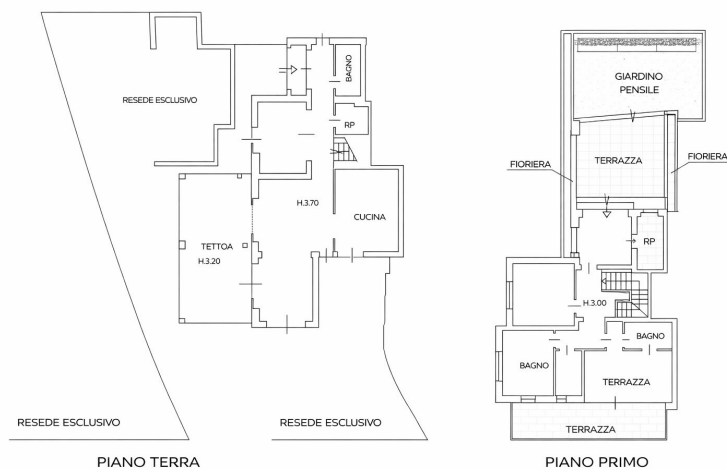 RESEDE ESCLUSIVO
BAGNO
RP
H.3.70
CUCINA
TETTOA
H.3.20
RESEDE ESCLUSIVO
RESEDE ESCLUSIVO
PIANO TERRA
GIARDINO
PENSILE
FIORIERA
TERRAZZA
FIORIERA
RP
H.3.00
BAGNO
BAGNO
TERRAZZA
TERRAZZA
PIANO PRIMO